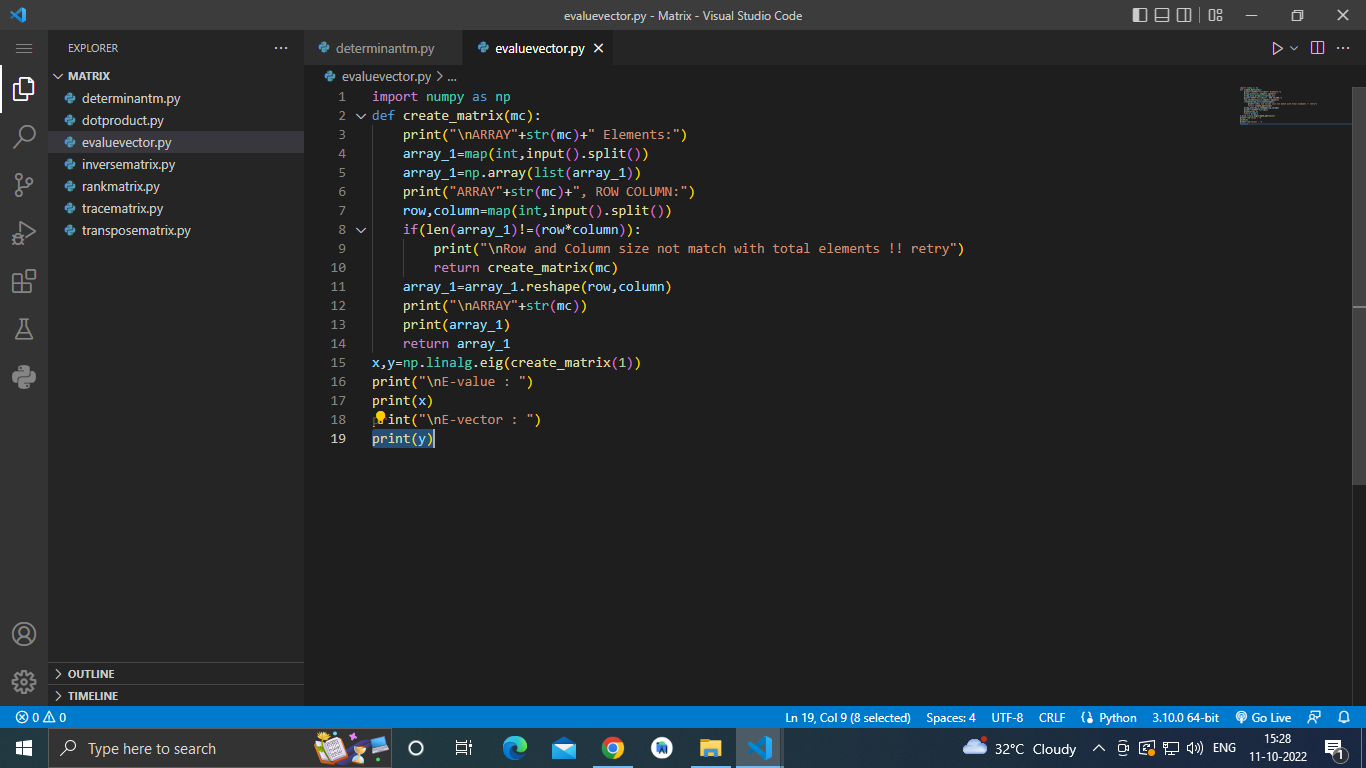 evaluevector.py - Matrix - Visual Studio Code
EXPLORER
MATRIX
determinantm.py
dotproduct.py
evaluevector.py
inversematrix.py
rankmatrix.py
tracematrix.py
transposematrix.py
OUTLINE
TIMELINE
determinantm.py
evaluevector.py
evaluevector.py > ...
1 import numpy as np
2 def create_matrix(mc):
3 print("\nARRAY"+str(mc)+" Elements:")
4 array_1=map(int,input().split())
5 array_1=np.array(list(array_1))
6 print("ARRAY"+str(mc)+", ROW COLUMN:")
7 row,column=map(int,input().split())
8 if(len(array_1)!=(row*column)):
9 print("\nRow and Column size not match with total elements !! retry")
10 return create_matrix(mc)
11 array_1=array_1.reshape(row,column)
12 print("\nARRAY"+str(mc))
13 print(array_1)
14 return array_1
15 x,y=np.linalg.eig(create_matrix(1))
16 print("\nE-value : ")
17 print(x)
18 print("\nE-vector : ")
19 print(y)
0 0
Ln 19, Col 9 (8 selected) Spaces: 4 UTF-8 CRLF Python 3.10.0 64-bit Go Live
Type here to search
32°C Cloudy
ENG
15:28
11-10-2022
1